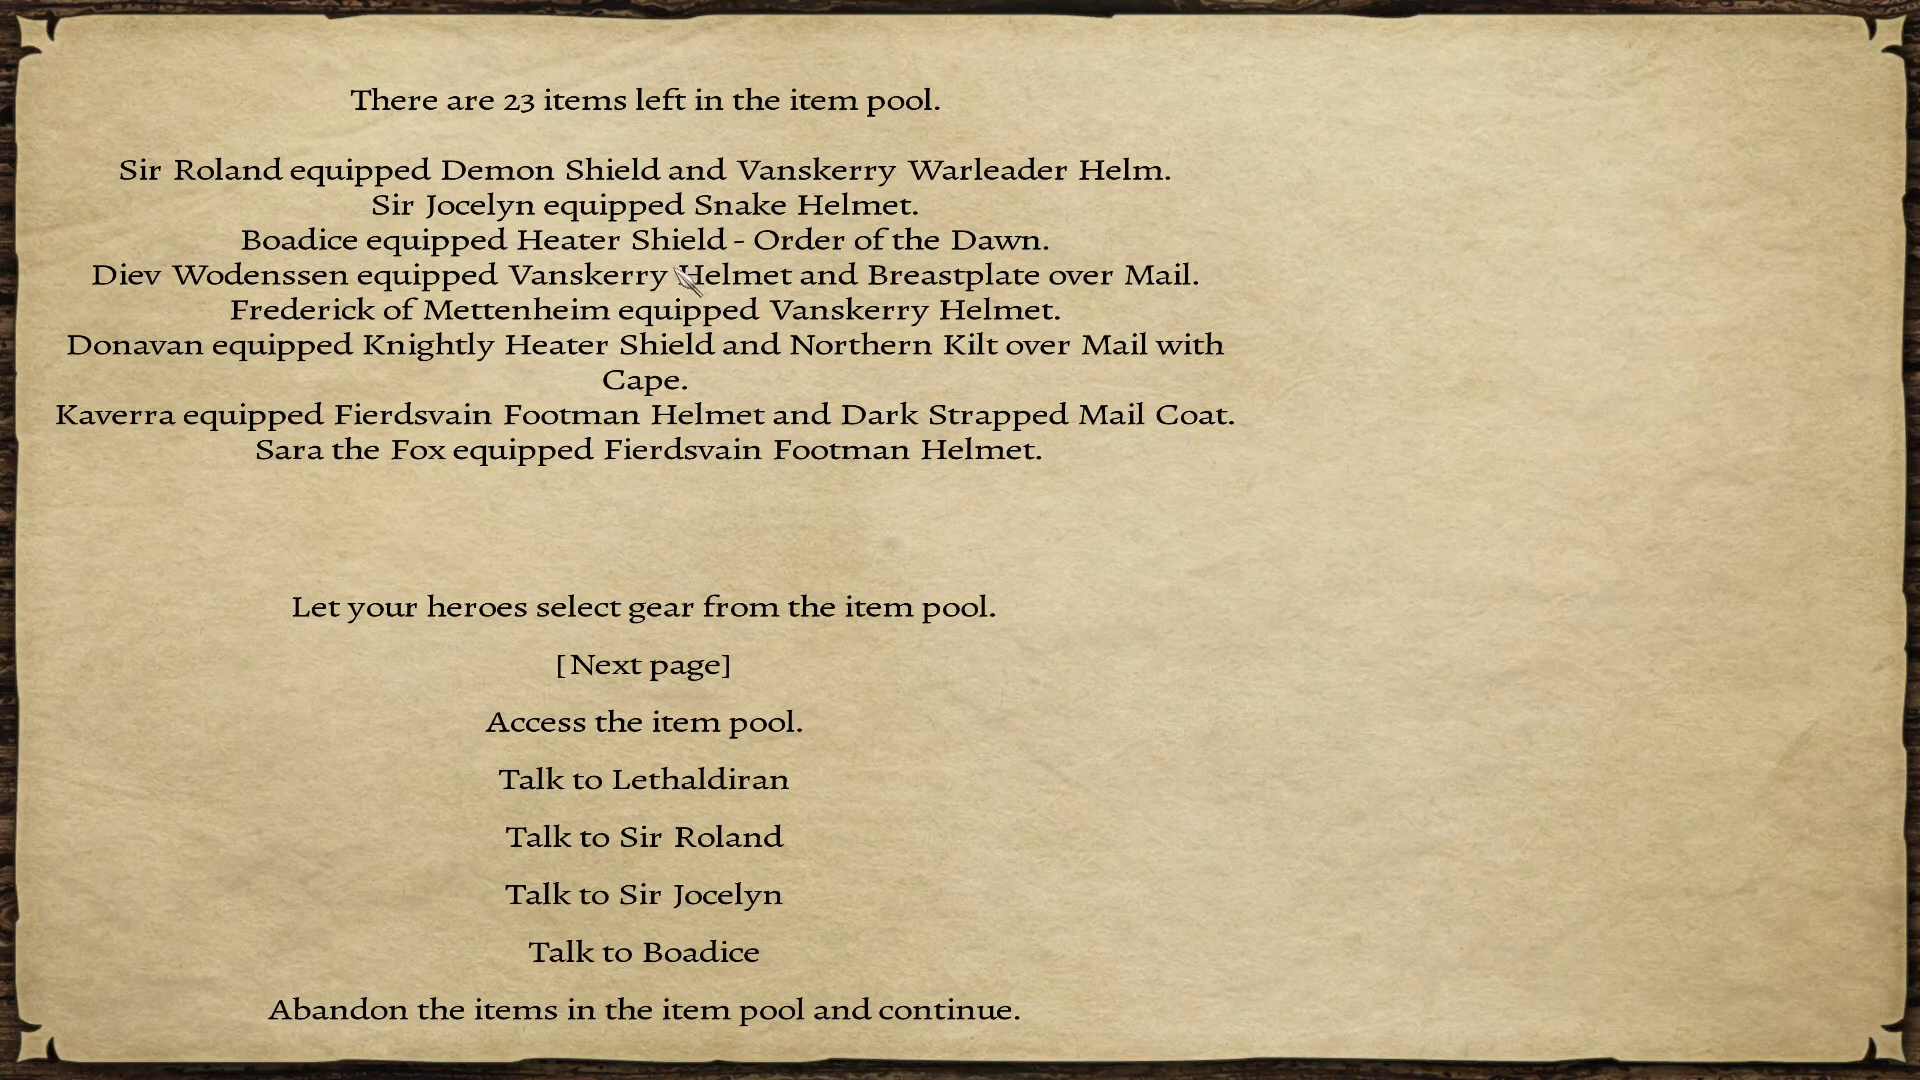 There are 23 items left in the item pool.
Sir Roland equipped Demon Shield and Vanskerry Warleader Helm.
Sir Jocelyn equipped Snake Helmet.
Boadice equipped Heater Shield - Order of the Dawn.
Diev Wodenssen equipped Vanskerry Helmet and Breastplate over Mail.
Frederick of Mettenheim equipped Vanskerry Helmet.
Donavan equipped Knightly Heater Shield and Northern Kilt over Mail with
Cape.
Kaverra equipped Fierdsvain Footman Helmet and Dark Strapped Mail Coat.
Sara the Fox equipped Fierdsvain Footman Helmet.
Let your heroes select gear from the item pool.
[Next page]
Access the item pool.
Talk to Lethaldiran
Talk to Sir Roland
Talk to Sir Jocelyn
Talk to Boadice
Abandon the items in the item pool and continue.